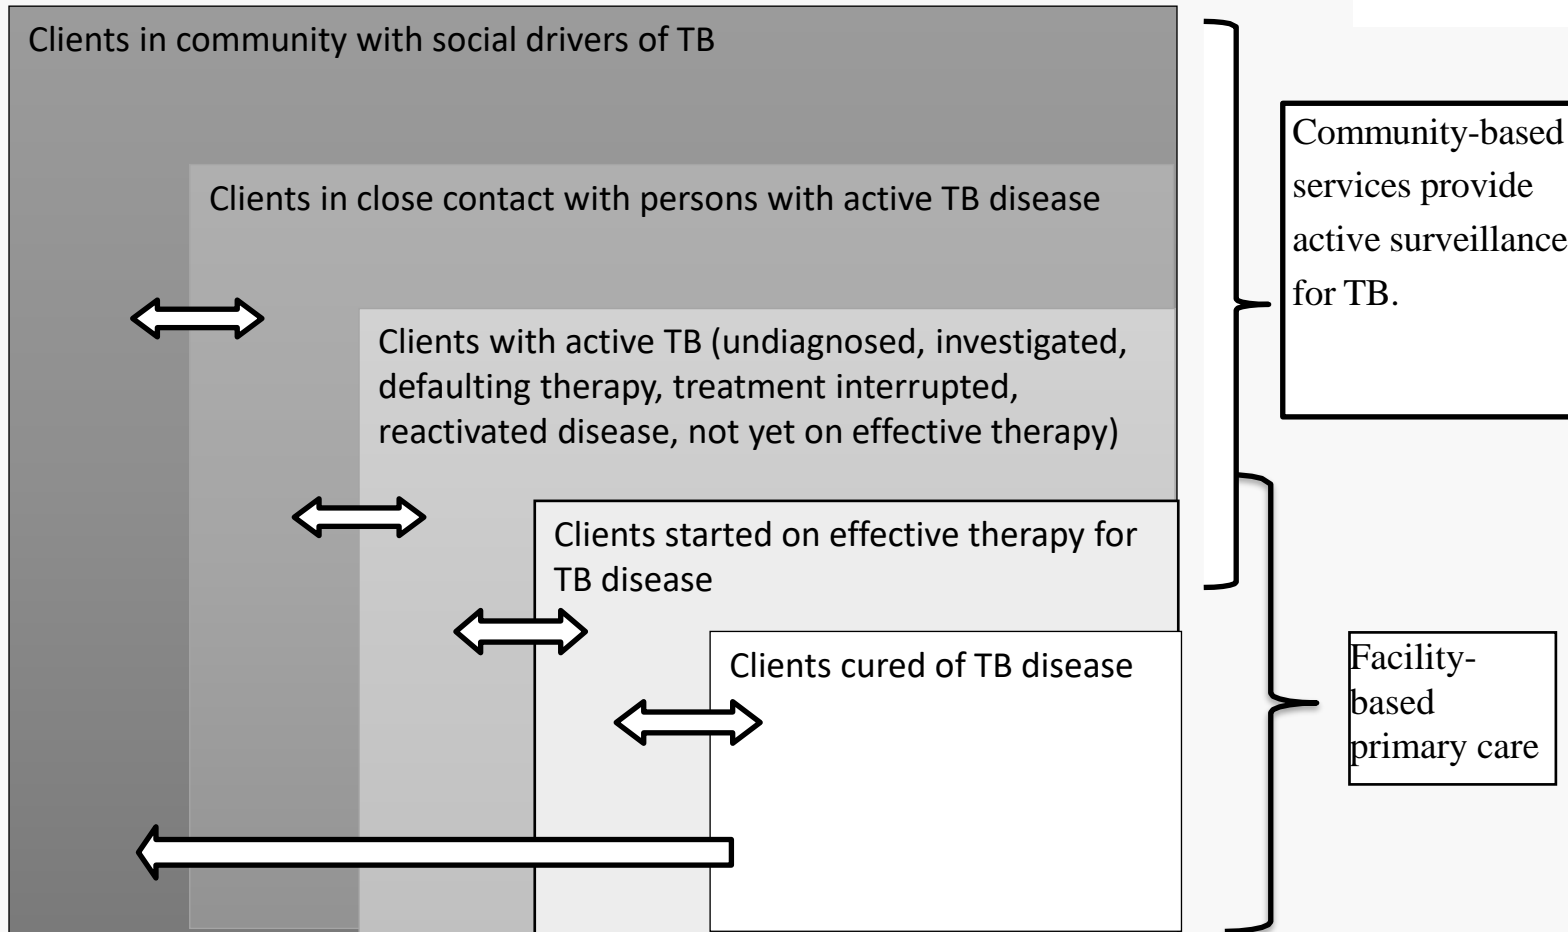 Clients in community with social drivers of TB
Clients in close contact with persons with active TB disease
Clients with active TB (undiagnosed, investigated,
defaulting therapy, treatment interrupted,
reactivated disease, not yet on effective therapy)
Clients started on effective therapy for
TB disease
Clients cured of TB disease
Community-based
services provide
active surveillance
for TB.
Facility-
based
primary care